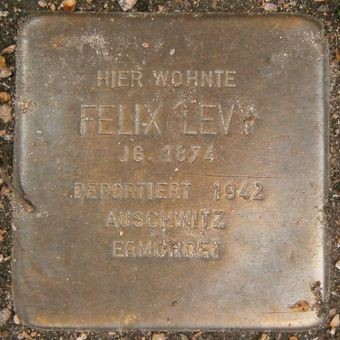 HIER WOHNTE
FELIX LEVY
JG. 1874
DEPORTIERT 1942
AUSCHWITZ
ERMORDET